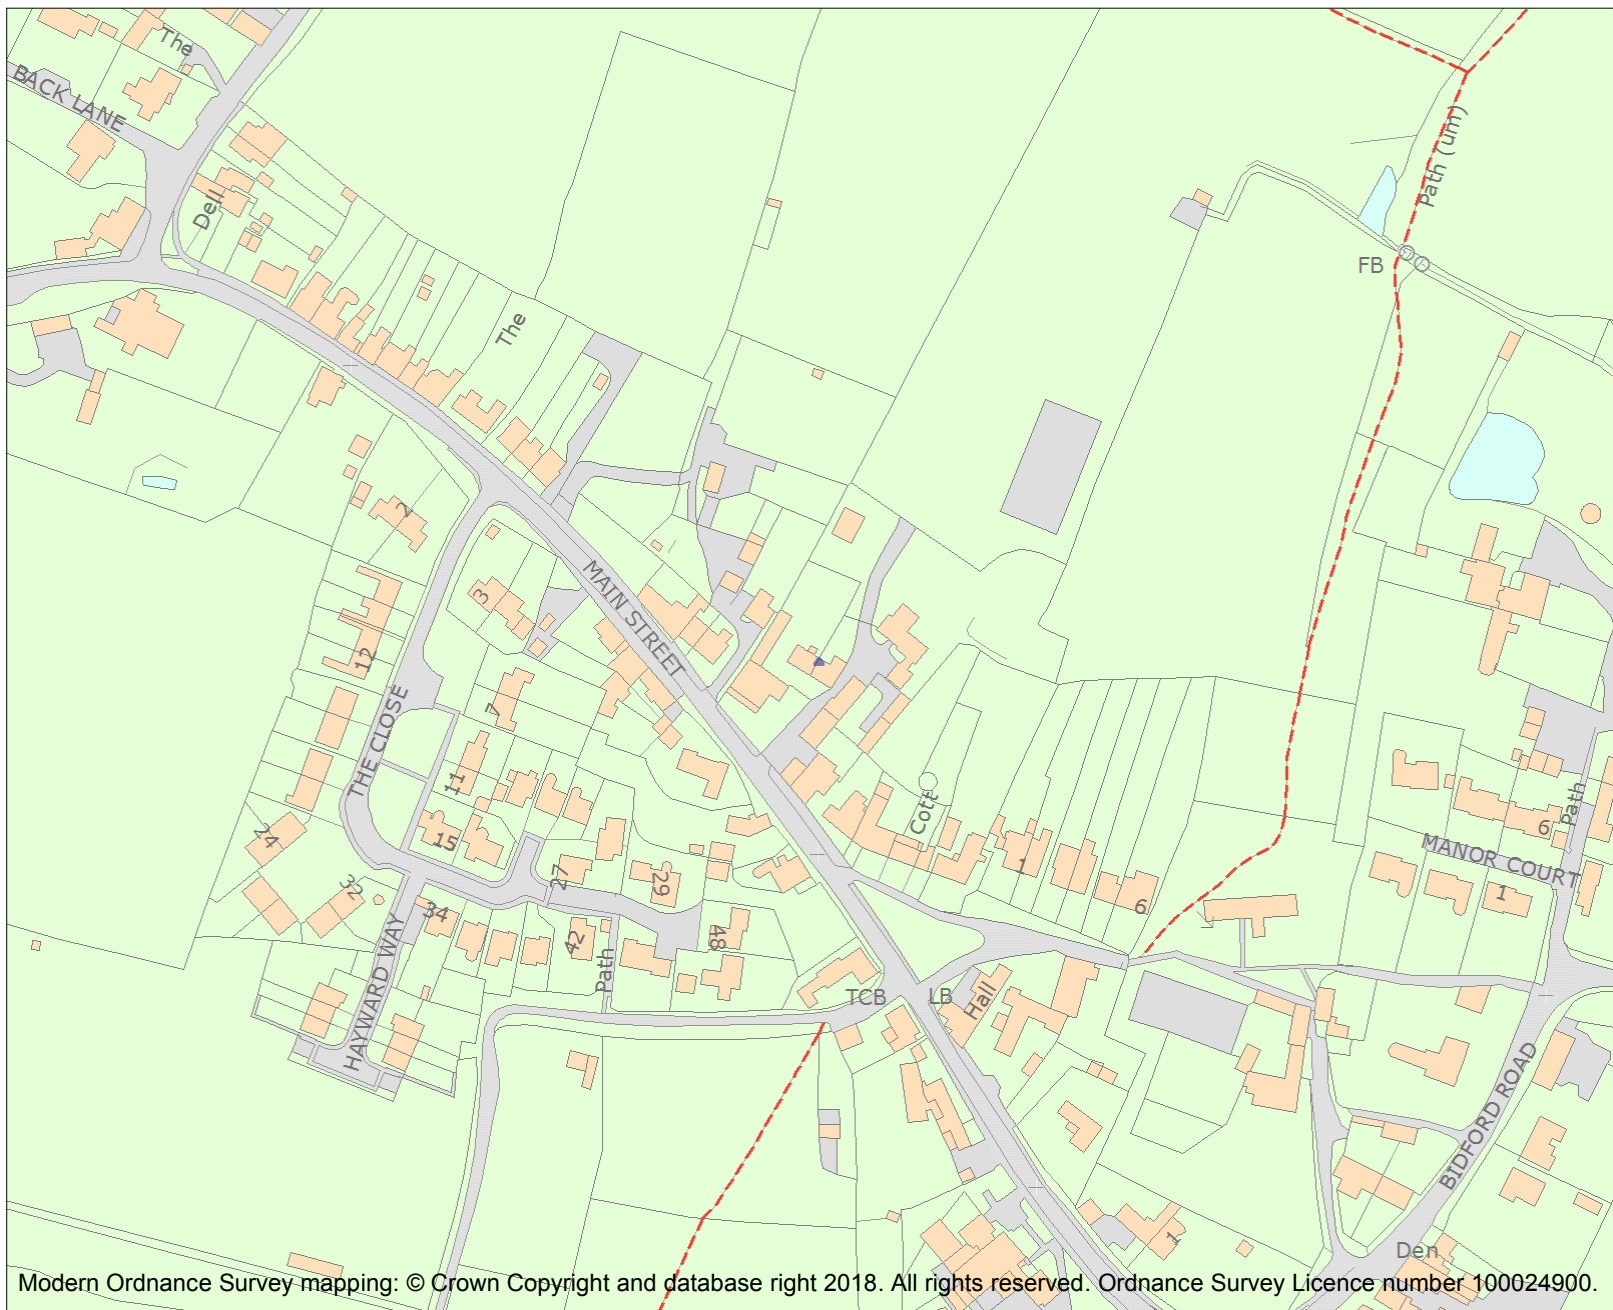 The
BACK LANE
Path (um)
Dell
FB
The
2
MAIN STREET
3
12
7
THE CLOSE
11
Cott
Path
15
24
6
MANOR COURT
1
27
29
32
1
6
34
42
48
HAYWARD WAY
Path
TCB
LB
Hall
BIDFORD ROAD
1
Den
Modern Ordnance Survey mapping: © Crown Copyright and database right 2018. All rights reserved. Ordnance Survey Licence number 100024900.